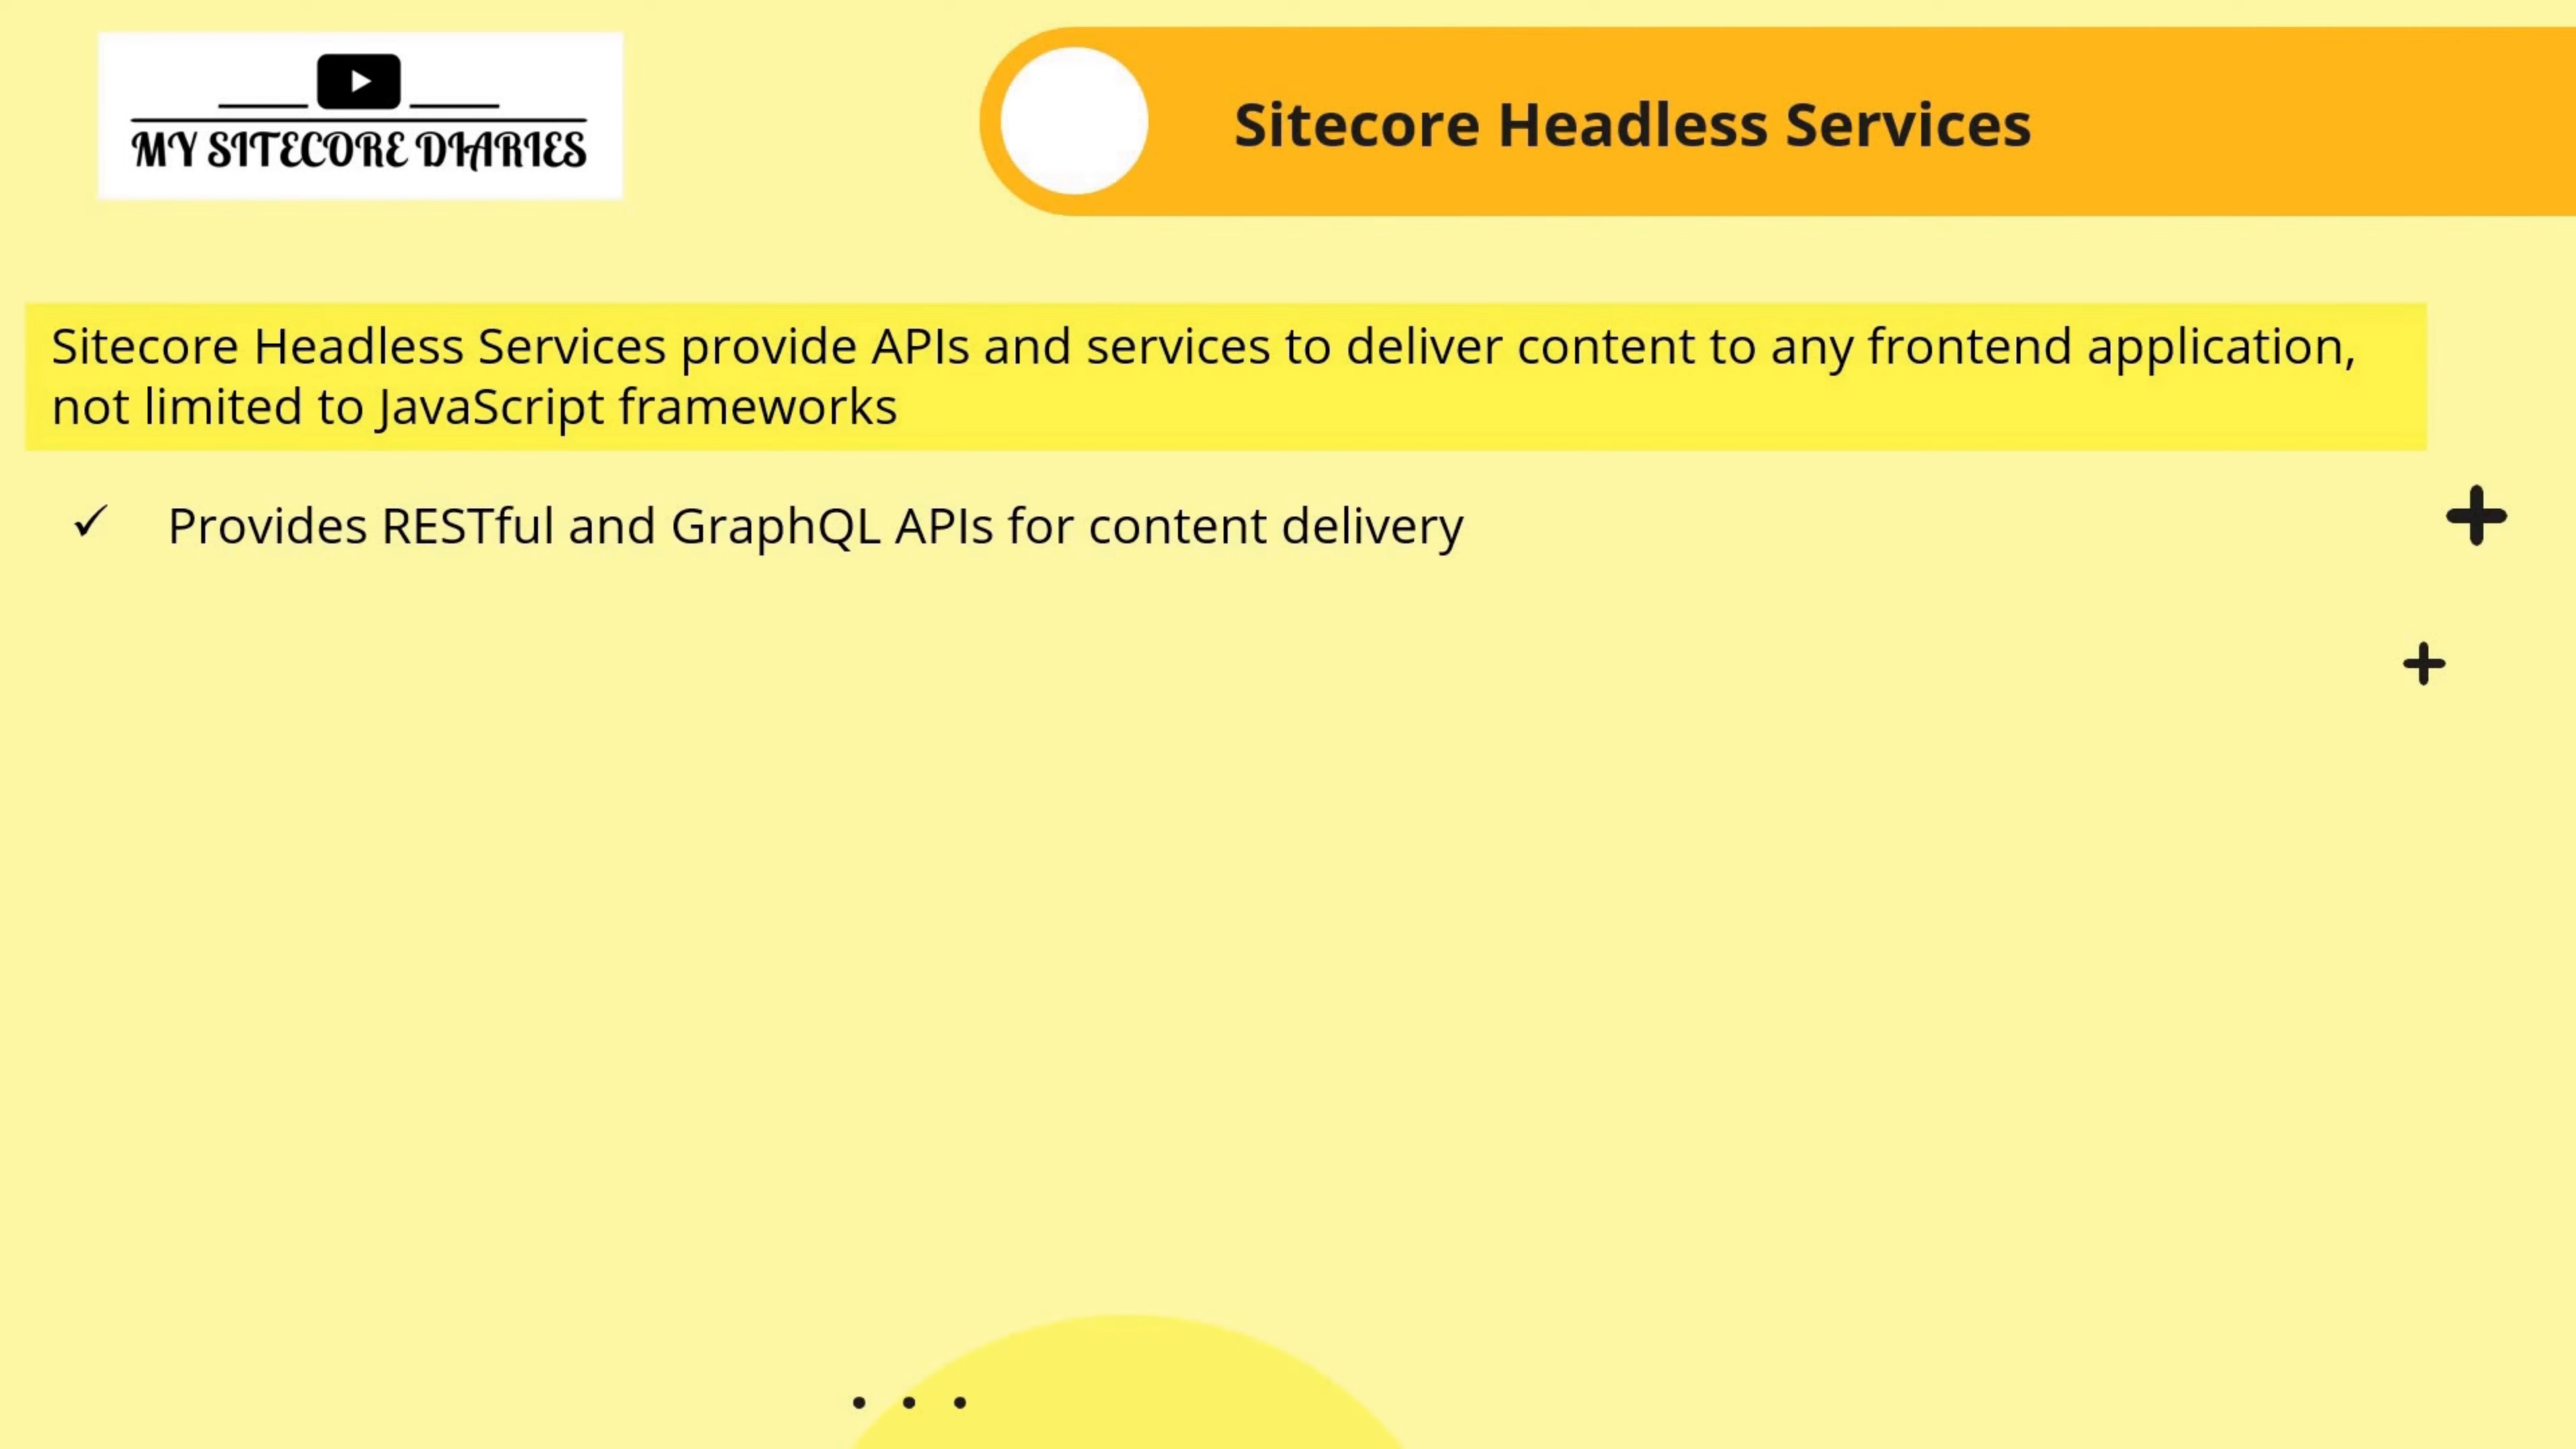 MY SITECORE DIARIES
Sitecore Headless Services
Sitecore Headless Services provide APIs and services to deliver content to any frontend application,
not limited to JavaScript frameworks
✓ Provides RESTful and GraphQL APIs for content delivery